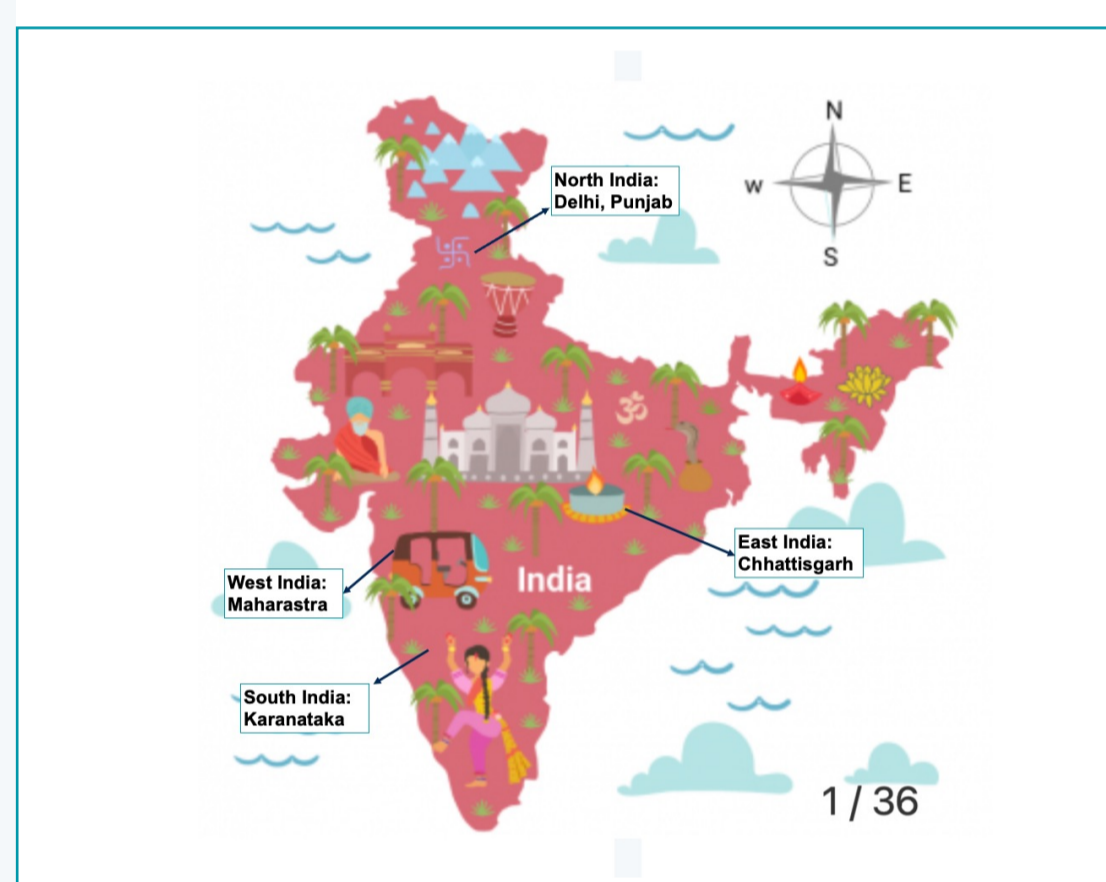 N
North India:
Delhi, Punjab
W
E
S
ॐ
East India:
Chhattisgarh
India
West India:
Maharastra
South India:
Karanataka
1 / 36